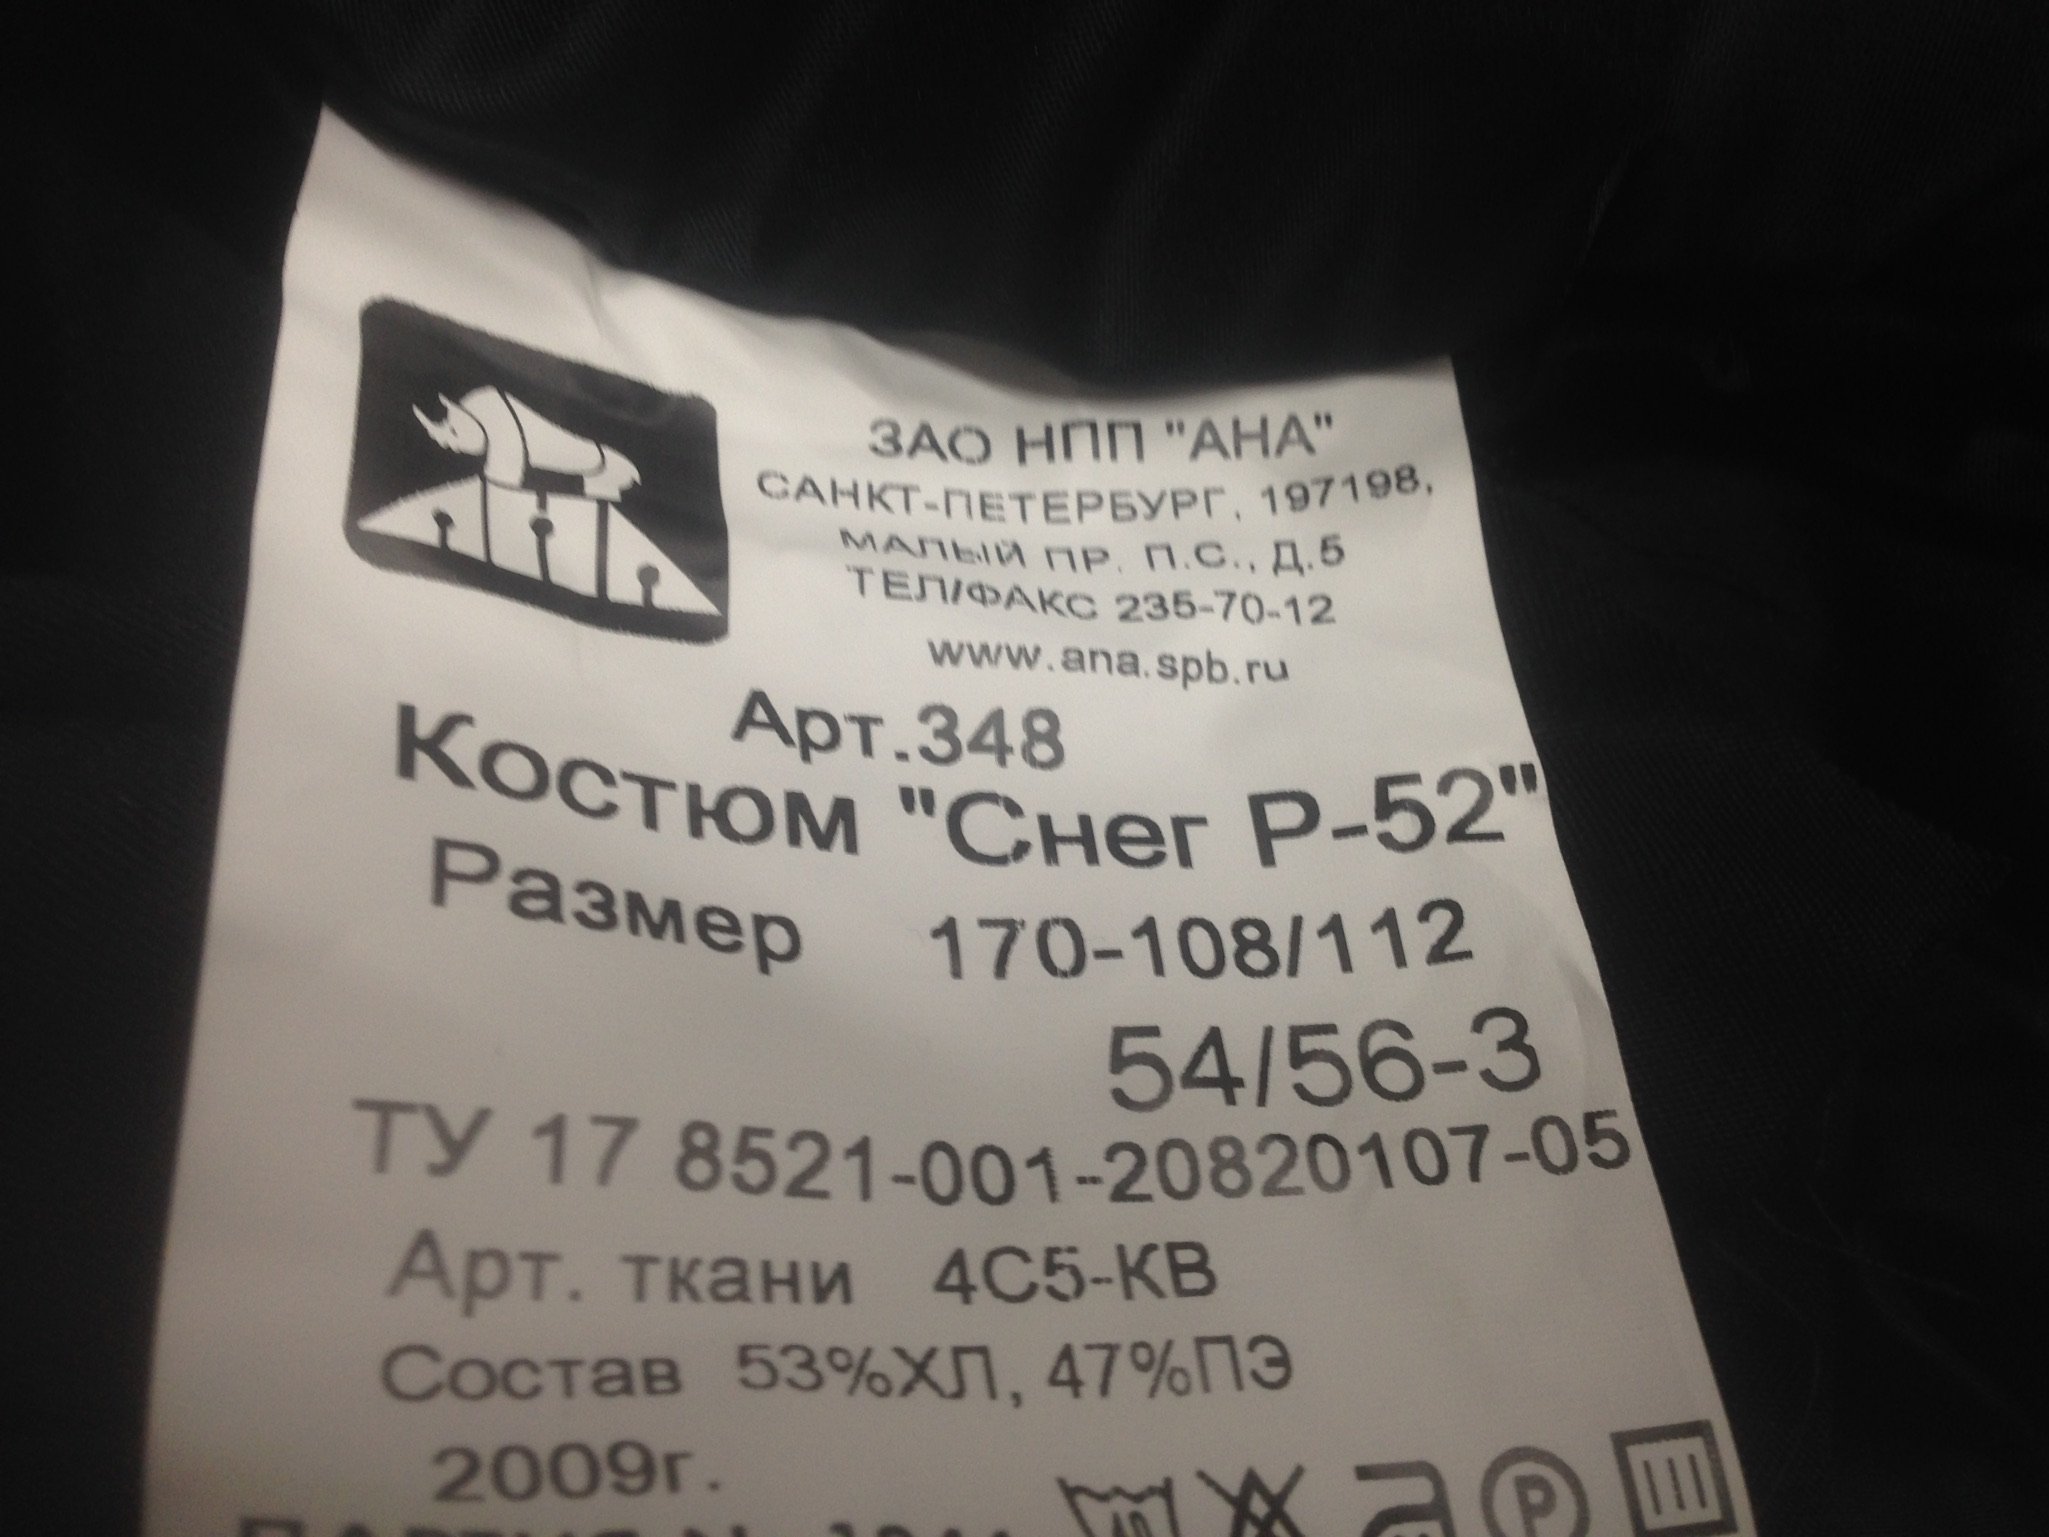 ЗАО НПП "АНА"
САНКТ-ПЕТЕРБУРГ, 197198,
МАЛЫЙ ПР. П.С., Д.5
ТЕЛ/ФАКС 235-70-12
www.ana.spb.ru
Арт.348
Костюм "Снег Р-52"
Размер 170-108/112
54/56-3
ТУ 17 8521-001-20820107-05
Арт. ткани 4С5-КВ
Состав 53%ХЛ, 47%ПЭ
2009г.
P